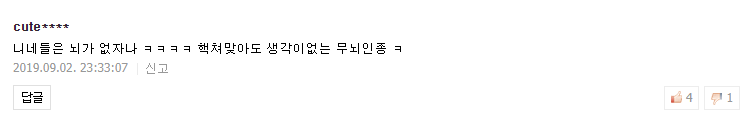 cute****
니네들은 뇌가 없자나 ㅋㅋㅋㅋ 핵쳐맞아도 생각이없는 무뇌인종 ㅋ
2019.09.02. 23:33:07 | 신고
답글
4 1